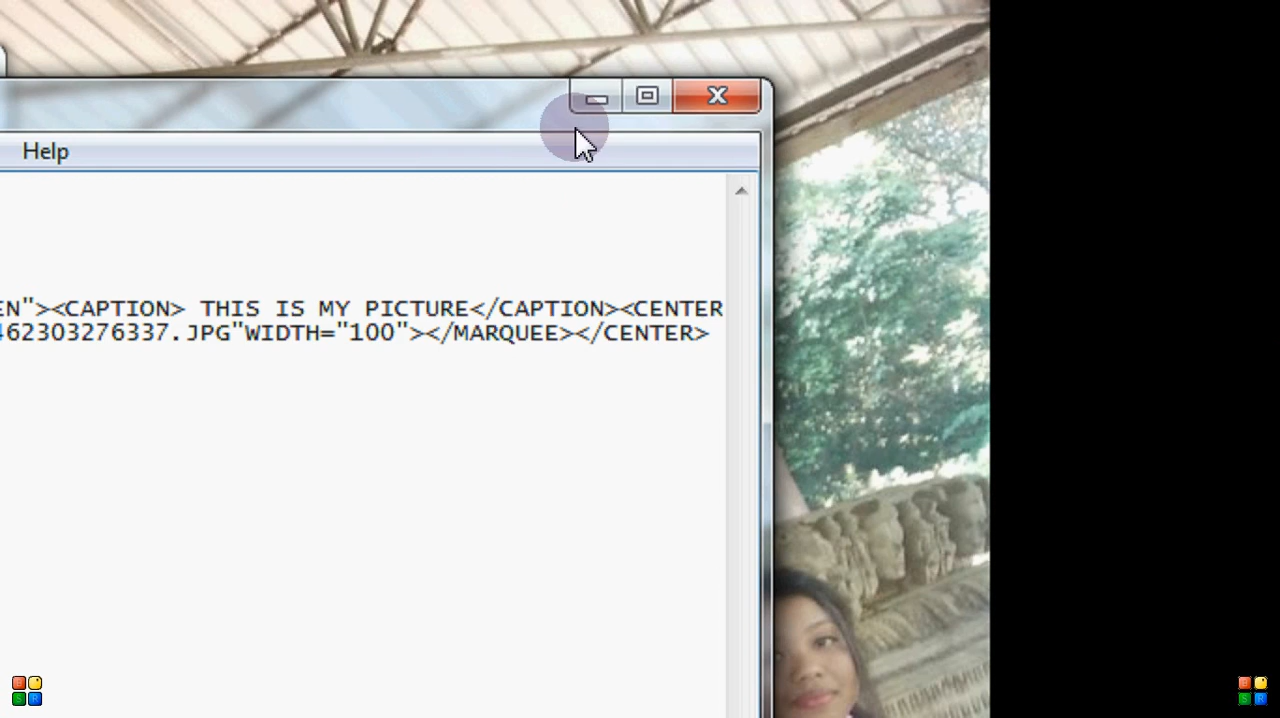 Help
EN"><CAPTION> THIS IS MY PICTURE</CAPTION><CENTER
462303276337.JPG"WIDTH="100"></MARQUEE></CENTER>